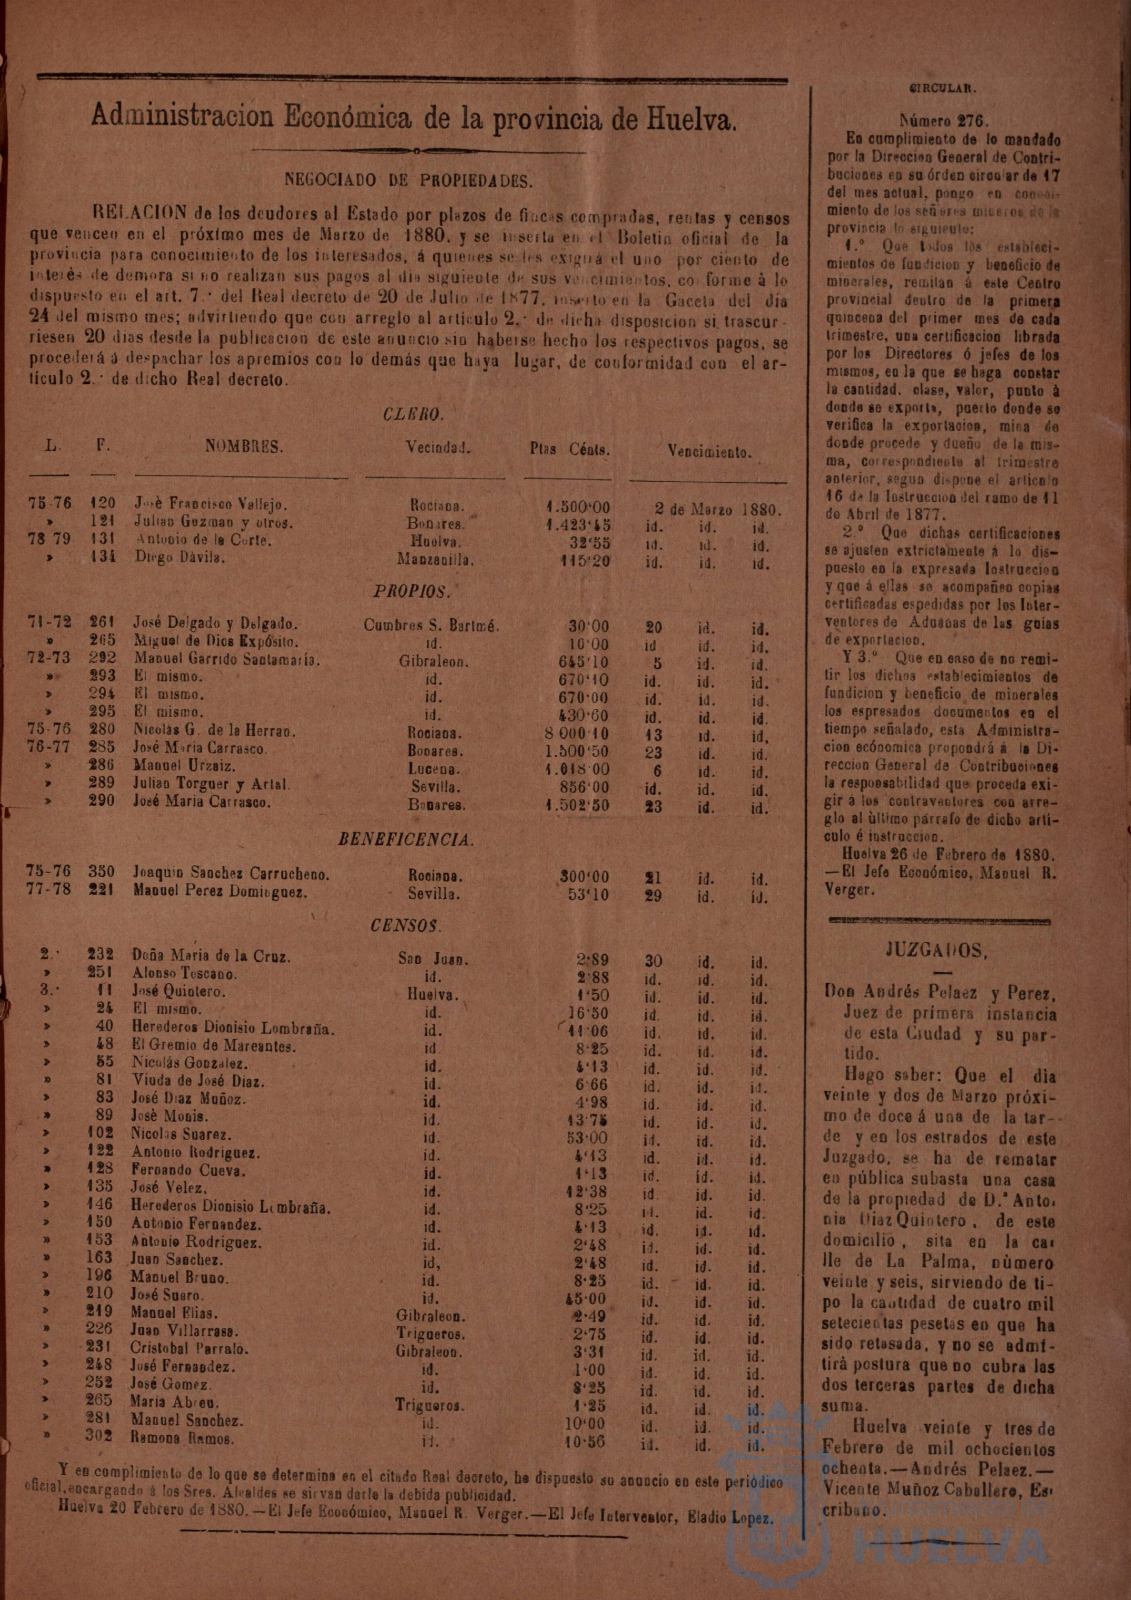 Administracion Económica de la provincia de Huelva.
NEGOCIADO DE PROPIEDADES.
RELACION de los deudores al Estado por plazos de fincas compradas, rentas y censos
que vencen en el próximo mes de Marzo de 1880, y se inserta en el Boletin oficial de la
provincia para conocimiento de los interesados, á quienes se les exigirá el uno por ciento de
interés de demora si no realizan sus pagos al dia siguiente de sus vencimientos, co forme à lo
dispuesto en el art. 7.º del Real decreto de 20 de Julio de 1877, inserto en la Gaceta del dia
24 del mismo mes; advirtiendo que con arreglo al artículo 2.º de dicha disposicion si trascur-
riesen 20 dias desde la publicacion de este anuncio sin haberse hecho los respectivos pagos, se
procederá á despachar los apremios con lo demás que haya lugar, de conformidad con el ar-
tículo 2.º de dicho Real decreto.
CLERO.
L. F. NOMBRES. Vecindad. Ptas Cénts. Vencimiento.
75-76 120 José Francisco Vallejo. Rociana. 1.500'00 2 de Marzo 1880.
» 121 Julian Guzman y otros. Bonares. 1.423'45 id. id. id.
78 79 131 Antonio de la Corte. Huelva. 32'55 id. id. id.
» 134 Diego Dávila. Manzanilla. 115'20 id. id. id.
PROPIOS.
71-72 261 José Delgado y Delgado. Cumbres S. Bartmé. 30'00 20 id. id.
» 265 Miguel de Dios Expósito. id. 10'00 id id. id.
72-73 292 Manuel Garrido Santamaría. Gibraleon. 645'10 5 id. id.
» 293 El mismo. id. 670'10 id. id. id.
» 294 El mismo. id. 670'00 id. id. id.
» 295 El mismo. id. 430'60 id. id. id.
75-76 280 Nicolás G. de la Herran. Rociana. 8 000'10 13 id. id.
76-77 285 José Maria Carrasco. Bonares. 1.500'50 23 id. id.
» 286 Manuel Urzaiz. Lucena. 1.018'00 6 id. id.
» 289 Julian Torguer y Artal. Sevilla. 856'00 id. id. id.
» 290 José Maria Carrasco. Bonares. 1.502'50 23 id. id.
BENEFICENCIA.
75-76 350 Joaquin Sanchez Carrucheno. Rociana. 300'00 21 id. id.
77-78 221 Manuel Perez Dominguez. Sevilla. 53'10 29 id. id.
CENSOS.
2.º 232 Doña Maria de la Cruz. San Juan. 2'89 30 id. id.
» 251 Alonso Toscano. id. 2'88 id. id. id.
3.º 11 José Quintero. Huelva. 1'50 id. id. id.
» 24 El mismo. id. 16'50 id. id. id.
» 40 Herederos Dionisio Lombraña. id. 11'06 id. id. id.
» 48 El Gremio de Mareantes. id 8'25 id. id. id.
» 55 Nicolás Gonzalez. id. 4'13 id. id. id.
» 81 Viuda de José Diaz. id. 6'66 id. id. id.
» 83 José Diaz Muñoz. id. 4'98 id. id. id.
» 89 José Monis. id. 13'75 id. id. id.
» 102 Nicolas Suarez. id. 53'00 id. id. id.
» 122 Antonio Rodriguez. id. 4'13 id. id. id.
» 128 Fernando Cueva. id. 1'13 id. id. id.
» 135 José Velez. id. 12'38 id. id. id.
» 146 Herederos Dionisio Lombraña. id. 8'25 id. id. id.
» 150 Antonio Fernandez. id. 4'13 id. id. id.
» 153 Antonio Rodriguez. id. 2'48 id. id. id.
» 163 Juan Sanchez. id, 2'48 id. id. id.
» 196 Manuel Bruno. id. 8'25 id. id. id.
» 210 José Suero. id. 45'00 id. id. id.
» 219 Manuel Elias. Gibraleon. 2'49 id. id. id.
» 226 Juan Villarrasa. Trigueros. 2'75 id. id. id.
» 231 Cristobal Parralo. Gibraleon. 3'31 id. id. id.
» 248 José Fernandez. id. 1'00 id. id. id.
» 252 José Gomez. id. 8'25 id. id. id.
» 265 Maria Abreu. Trigueros. 1'25 id. id. id.
» 281 Manuel Sanchez. id. 10'00 id. id. id.
» 302 Ramona Ramos. id. 10'56 id. id. id.
Y en complimiento de lo que se determina en el citado Real decreto, he dispuesto su anuncio en este periódico
oficial, encargando á los Sres. Alcaldes se sirvan darle la debida publicidad.
Huelva 20 Febrero de 1880.—El Jefe Económico, Manuel R. Verger.—El Jefe Interventor, Eladio Lopez.
CIRCULAR.
Número 276.
En cumplimiento de lo mandado
por la Direccion General de Contri-
buciones en su órden circular de 17
del mes actual, pongo en conoci-
miento de los señores mineros de la
provincia lo siguiente:
1.º Que todos los estableci-
mientos de fundicion y beneficio de
minerales, remitan á este Centro
provincial dentro de la primera
quincena del primer mes de cada
trimestre, una certificacion librada
por los Directores ó jefes de los
mismos, en la que se haga constar
la cantidad, clase, valor, punto à
donde se exporta, puerto donde se
verifica la exportacion, mina de
donde procede y dueño de la mis-
ma, correspondiente al trimestre
anterior, segun dispone el articulo
16 de la Instruccion del ramo de 11
de Abril de 1877.
2.º Que dichas certificaciones
se ajusten extrictamente á lo dis-
puesto en la expresada Instruccion
y que á ellas se acompañen copias
certificadas espedidas por los Inter-
ventores de Aduanas de las guias
de exportacion.
Y 3.º Que en caso de no remi-
tir los dichos establecimientos de
fundicion y beneficio de minerales
los espresados documentos en el
tiempo señalado, esta Administra-
cion ecónomica propondrá á la Di-
reccion General de Contribuciones
la responsabilidad que proceda exi-
gir á los contraventores con arre-
glo al último párrafo de dicho artí-
culo é instruccion.
Huelva 26 de Febrero de 1880.
—El Jefe Económico, Manuel R.
Verger.
JUZGADOS,
Don Andrés Pelaez y Perez,
Juez de primera instancia
de esta Ciudad y su par-
tido.
Hago saber: Que el dia
veinte y dos de Marzo próxi-
mo de doce á una de la tar-
de y en los estrados de este
Juzgado, se ha de rematar
en pública subasta una casa
de la propiedad de D.ª Anto-
nia Diaz Quintero, de este
domicilio, sita en la ca-
lle de La Palma, número
veinte y seis, sirviendo de ti-
po la cantidad de cuatro mil
setecientas pesetas en que ha
sido retasada, y no se admi-
tirá postura que no cubra las
dos terceras partes de dicha
suma.
Huelva veinte y tres de
Febrero de mil ochocientos
ochenta.—Andrés Pelaez.—
Vicente Muñoz Caballero, Es-
cribano.
HUELVA